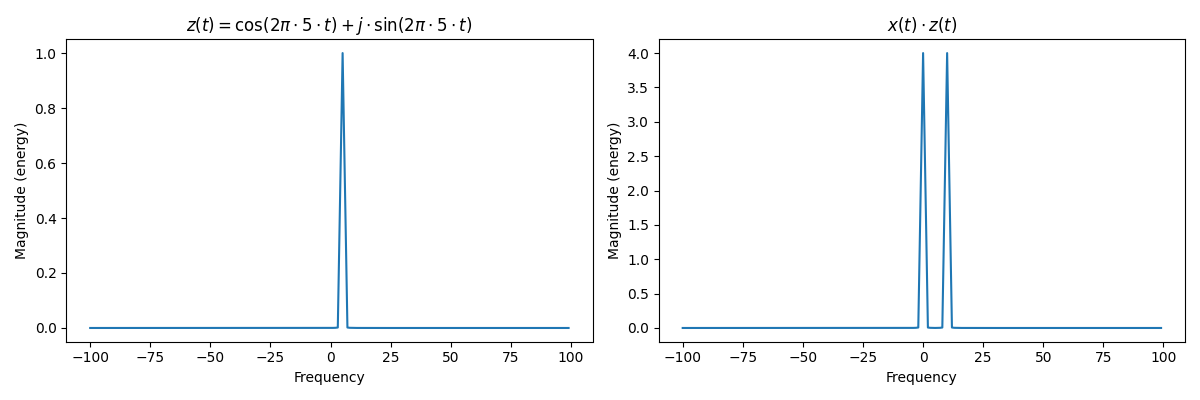 z(t) = cos(2π · 5 · t) + j · sin(2π · 5 · t)
1.0
0.8
0.6
0.4
0.2
0.0
Magnitude (energy)
−100 −75 −50 −25 0 25 50 75 100
Frequency
x(t) · z(t)
4.0
3.5
3.0
2.5
2.0
1.5
1.0
0.5
0.0
Magnitude (energy)
−100 −75 −50 −25 0 25 50 75 100
Frequency